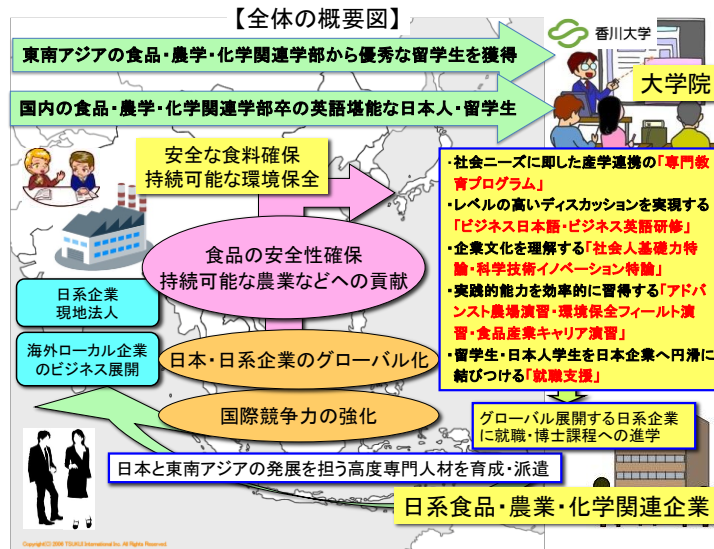 【全体の概要図】
香川大学
東南アジアの食品・農学・化学関連学部から優秀な留学生を獲得
大学院
国内の食品・農学・化学関連学部卒の英語堪能な日本人・留学生
安全な食料確保
持続可能な環境保全
・社会ニーズに即した産学連携の「専門教
育プログラム」
・レベルの高いディスカッションを実現する
「ビジネス日本語・ビジネス英語研修」
・企業文化を理解する「社会人基礎力特
論・科学技術イノベーション特論」
・実践的能力を効率的に習得する「アドバ
ンスト農場演習・環境保全フィールト演
習・食品産業キャリア演習」
・留学生・日本人学生を日本企業へ円滑に
結びつける「就職支援」
食品の安全性確保
持続可能な農業などへの貢献
日系企業
現地法人
海外ローカル企業
のビジネス展開
日本・日系企業のグローバル化
国際競争力の強化
グローバル展開する日系企業
に就職・博士課程への進学
日本と東南アジアの発展を担う高度専門人材を育成・派遣
日系食品・農業・化学関連企業
Copyright(C) 2006 TSUKUI International Inc. All Rights Reserved.